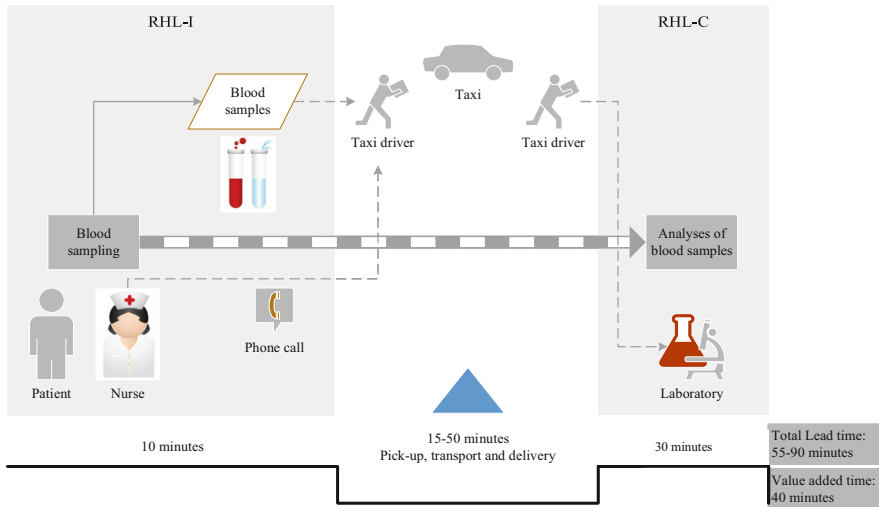 RHL-I
RHL-C
Blood
samples
Taxi
Taxi driver
Taxi driver
Blood
sampling
Analyses of
blood samples
Phone call
Patient
Nurse
Laboratory
10 minutes
15-50 minutes
Pick-up, transport and delivery
30 minutes
Total Lead time:
55-90 minutes
Value added time:
40 minutes